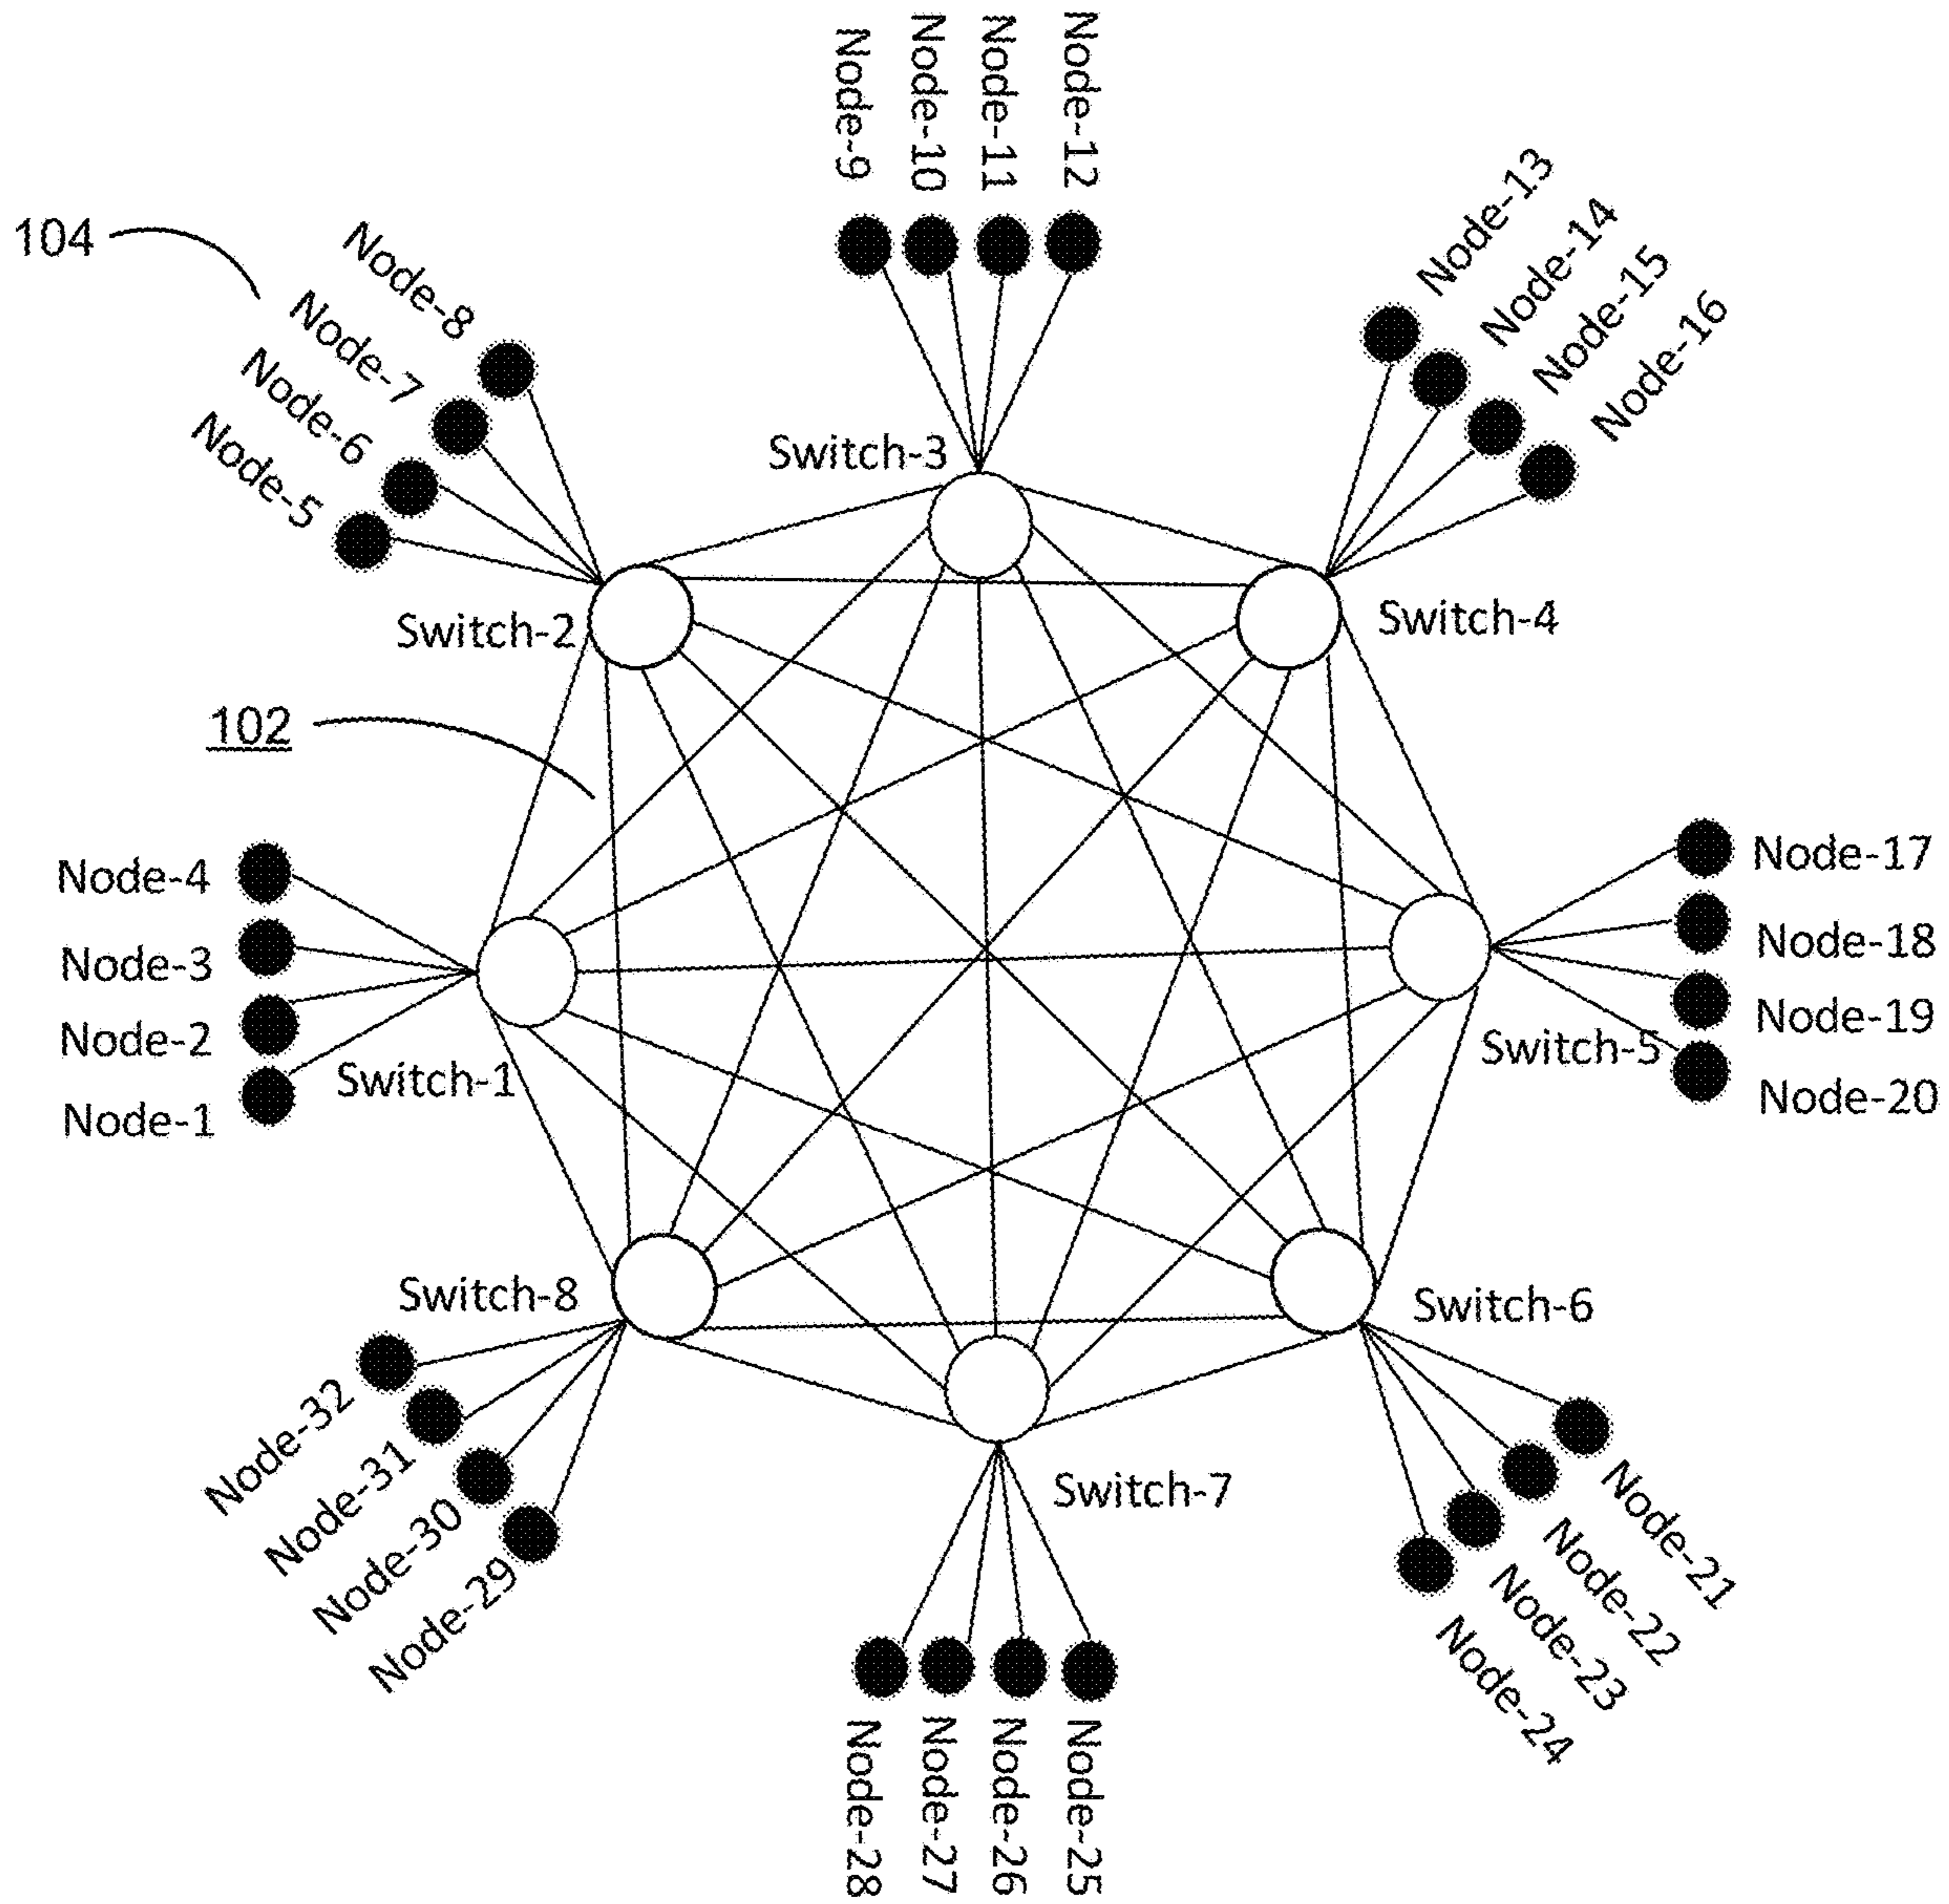 Node-9
Node-10
Node-11
Node-12
104
Node-8
Node-7
Node-6
Node-5
Node-13
Node-14
Node-15
Node-16
Switch-3
Switch-2
Switch-4
102
Node-4
Node-3
Node-2
Node-1
Switch-1
Node-17
Node-18
Node-19
Node-20
Switch-5
Switch-8
Switch-6
Node-32
Node-31
Node-30
Node-29
Switch-7
Node-21
Node-22
Node-23
Node-24
Node-28
Node-27
Node-26
Node-25